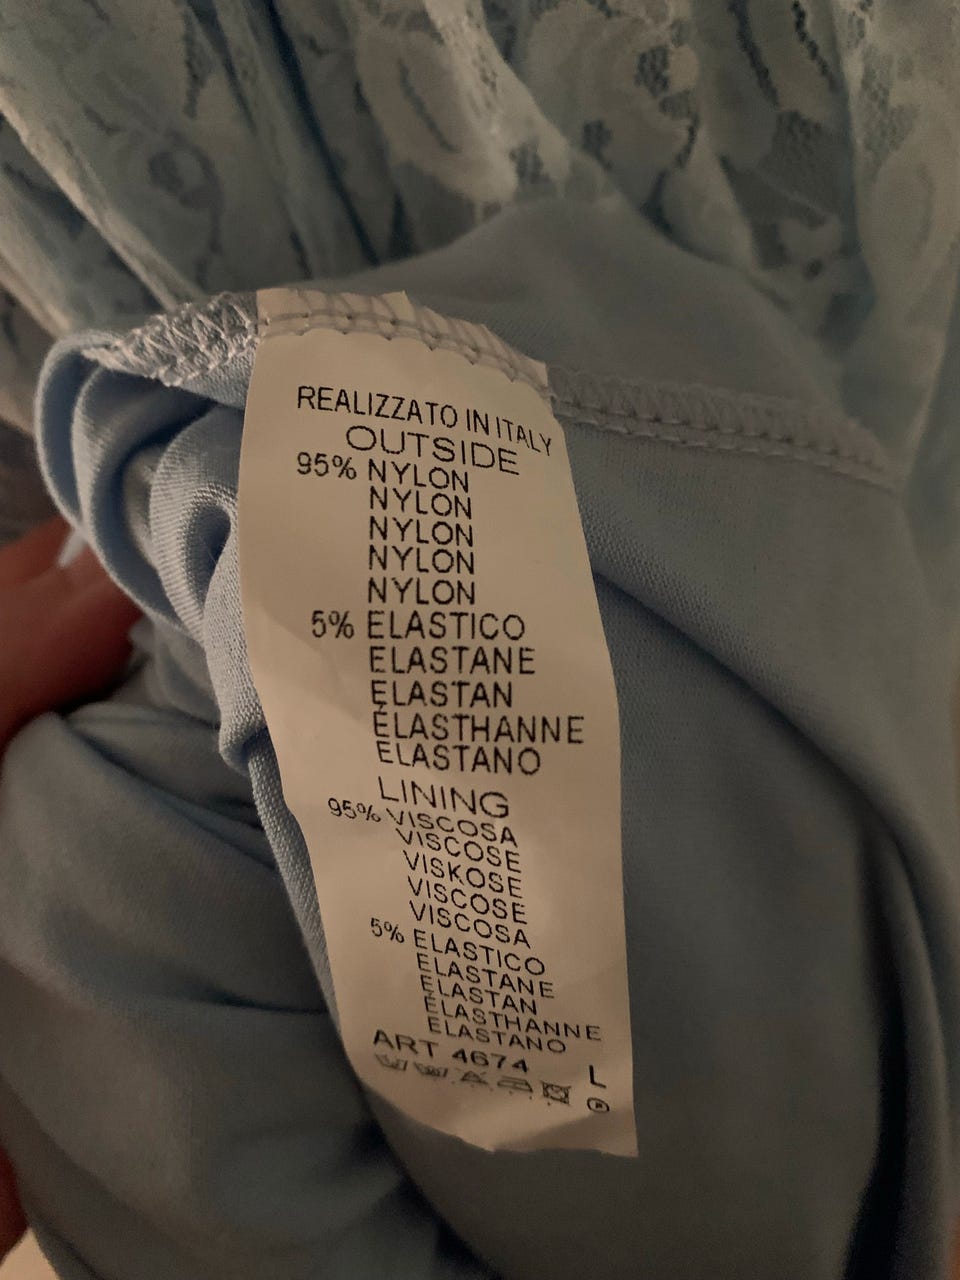 REALIZZATO IN ITALY
OUTSIDE
95% NYLON
NYLON
NYLON
NYLON
NYLON
5% ELASTICO
ELASTANE
ELASTAN
ÉLASTHANNE
ELASTANO
LINING
95% VISCOSA
VISCOSE
VISKOSE
VISCOSE
VISCOSA
5% ELASTICO
ELASTANE
ELASTAN
ÉLASTHANNE
ELASTANO
ART 4674 L